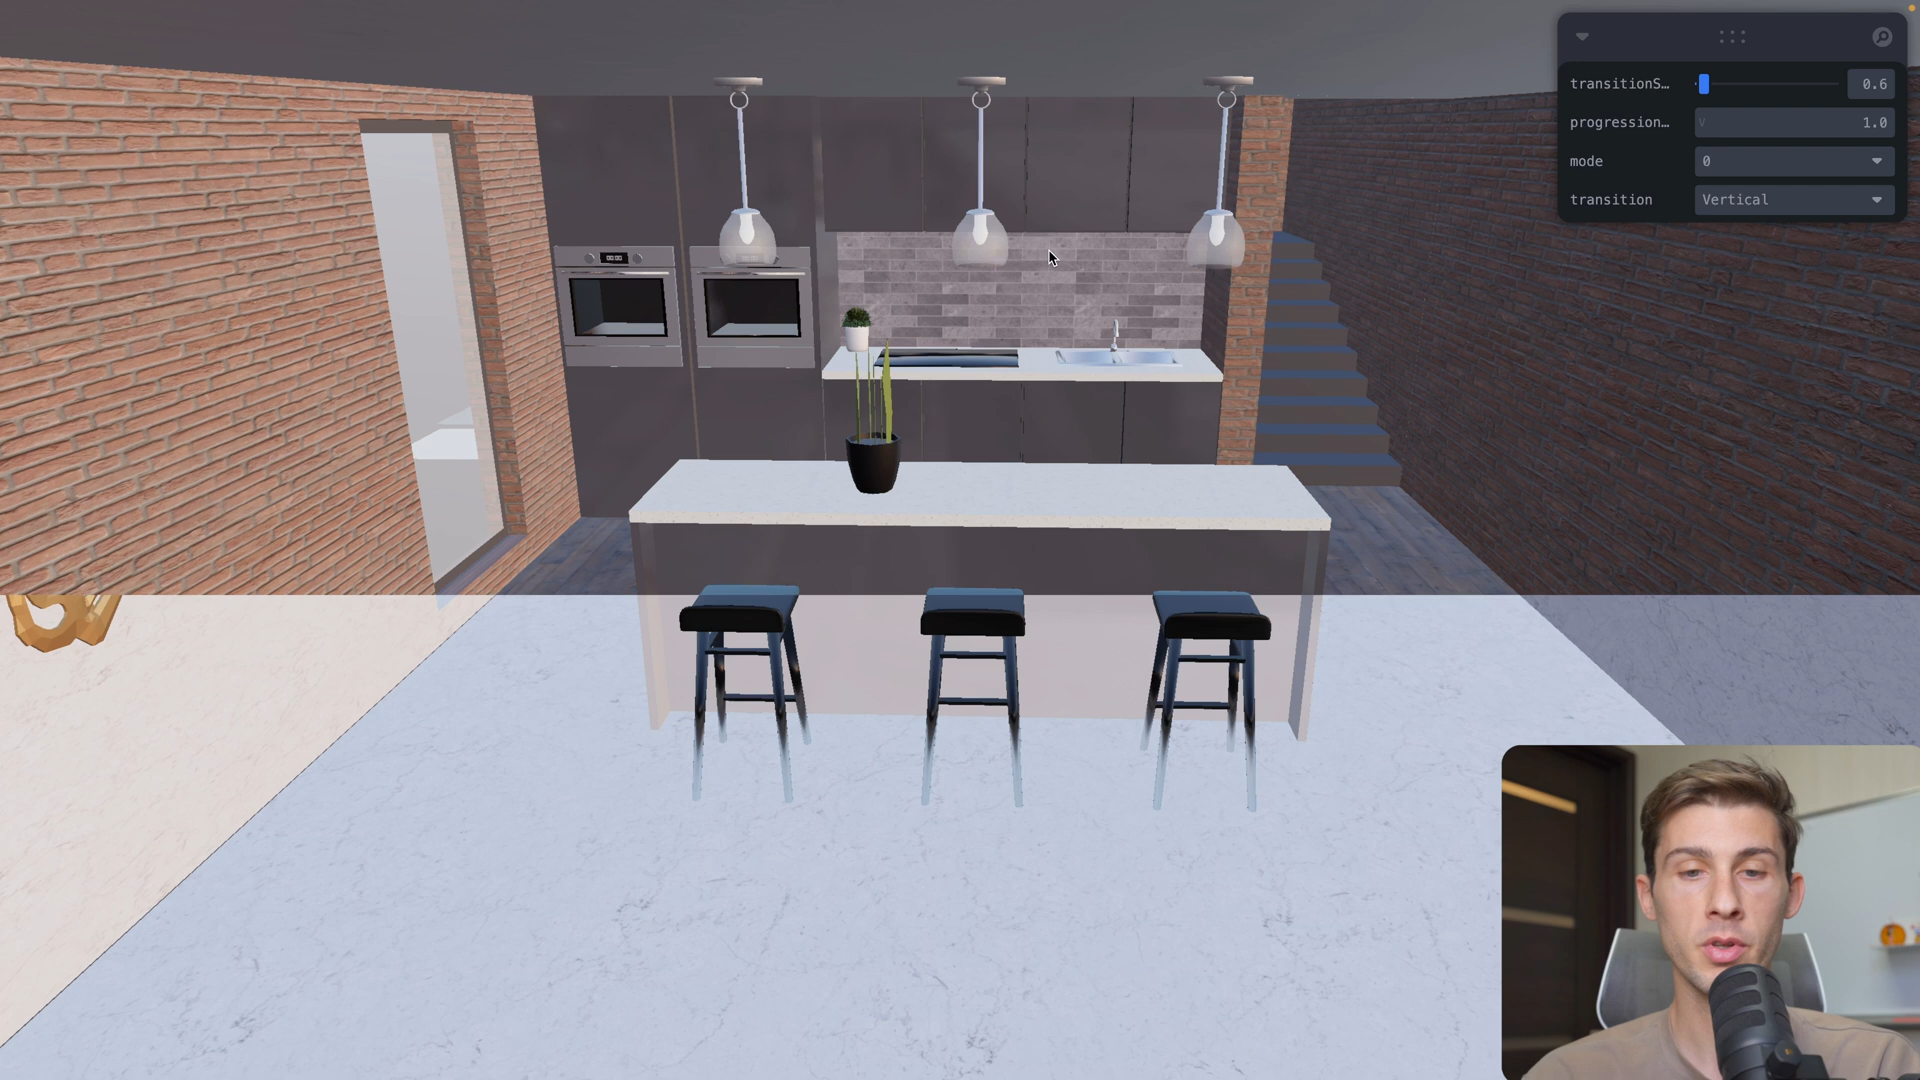 transitionS… 0.6
progression… V 1.0
mode 0
transition Vertical